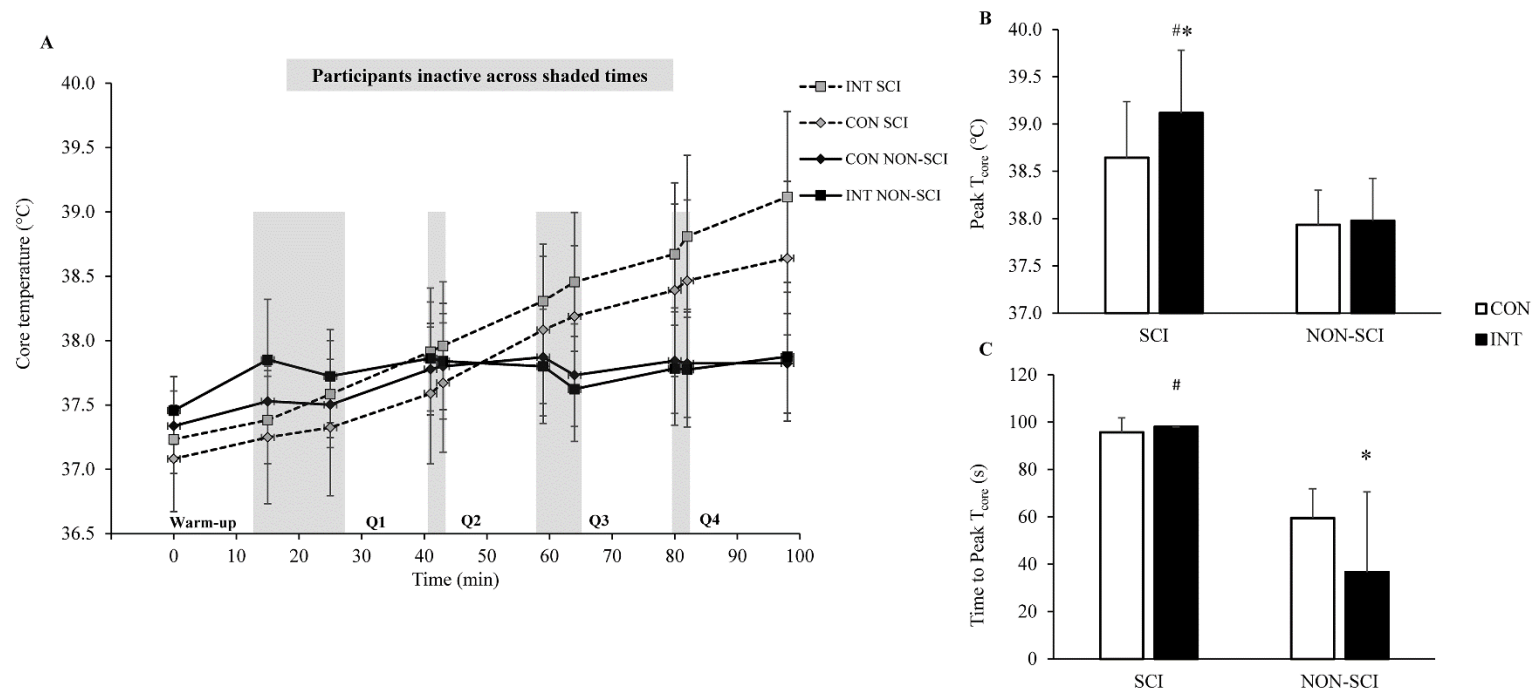 A
Participants inactive across shaded times
40.0
39.5
39.0
38.5
38.0
37.5
37.0
36.5
Core temperature (°C)
INT SCI
CON SCI
CON NON-SCI
INT NON-SCI
Warm-up Q1 Q2 Q3 Q4
0 10 20 30 40 50 60 70 80 90 100
Time (min)
B
#*
40.0
39.5
39.0
38.5
38.0
37.5
37.0
Peak Tcore (°C)
SCI NON-SCI
CON
INT
C
#
*
120
100
80
60
40
20
0
Time to Peak Tcore (s)
SCI NON-SCI